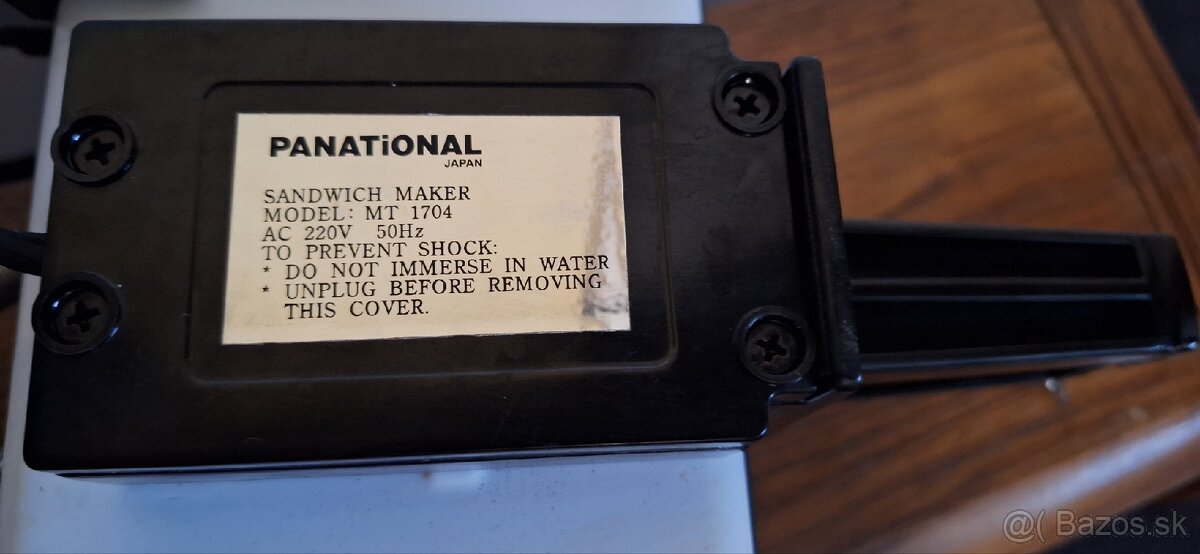 PANATiONAL
JAPAN
SANDWICH MAKER
MODEL: MT 1704
AC 220V 50Hz
TO PREVENT SHOCK:
* DO NOT IMMERSE IN WATER
* UNPLUG BEFORE REMOVING
THIS COVER.
@( Bazos.sk